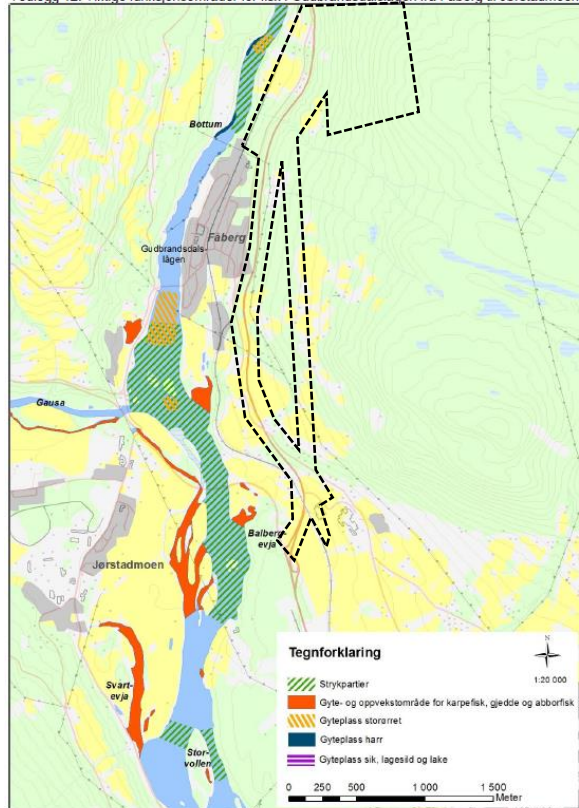 Bottum
Fåberg
Gudbrandsdals-
lågen
Gausa
Balberg-
evja
Jørstadmoen
Svart-
evja
Stor-
vollen
Tegnforklaring
N
1:20 000
Strykpartier
Gyte- og oppvekstområde for karpefisk, gjedde og abborfisk
Gyteplass storørret
Gyteplass harr
Gyteplass sik, lagesild og lake
0 250 500 1 000 1 500
Meter